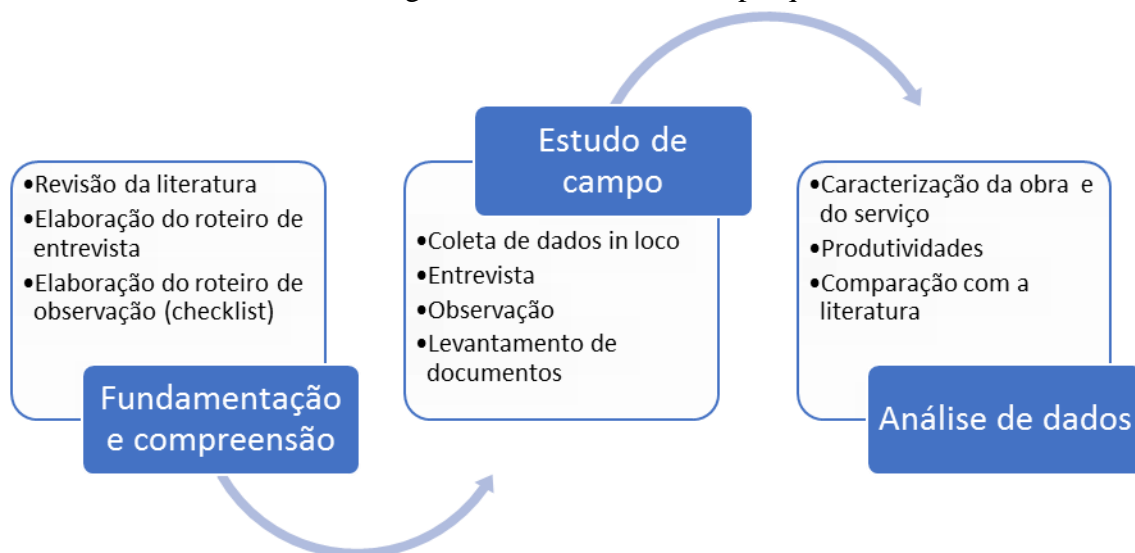 •Revisão da literatura
•Elaboração do roteiro de
entrevista
•Elaboração do roteiro de
observação (checklist)
Fundamentação
e compreensão
Estudo de
campo
•Coleta de dados in loco
•Entrevista
•Observação
•Levantamento de
documentos
•Caracterização da obra e
do serviço
•Produtividades
•Comparação com a
literatura
Análise de dados